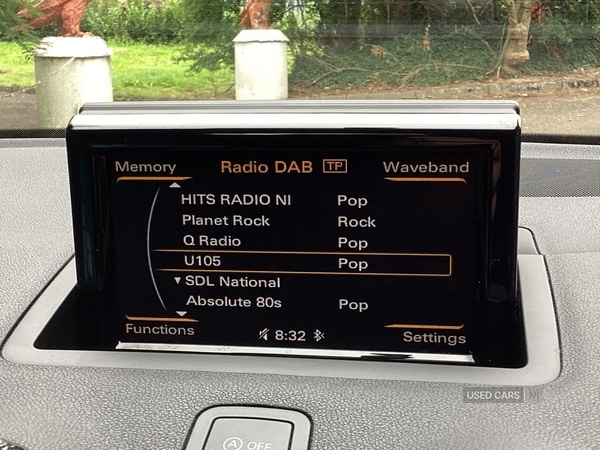 Memory Radio DAB TP Waveband
HITS RADIO NI Pop
Planet Rock Rock
Q Radio Pop
U105 Pop
SDL National
Absolute 80s Pop
Functions 8:32 Settings
USED CARS NI
A OFF